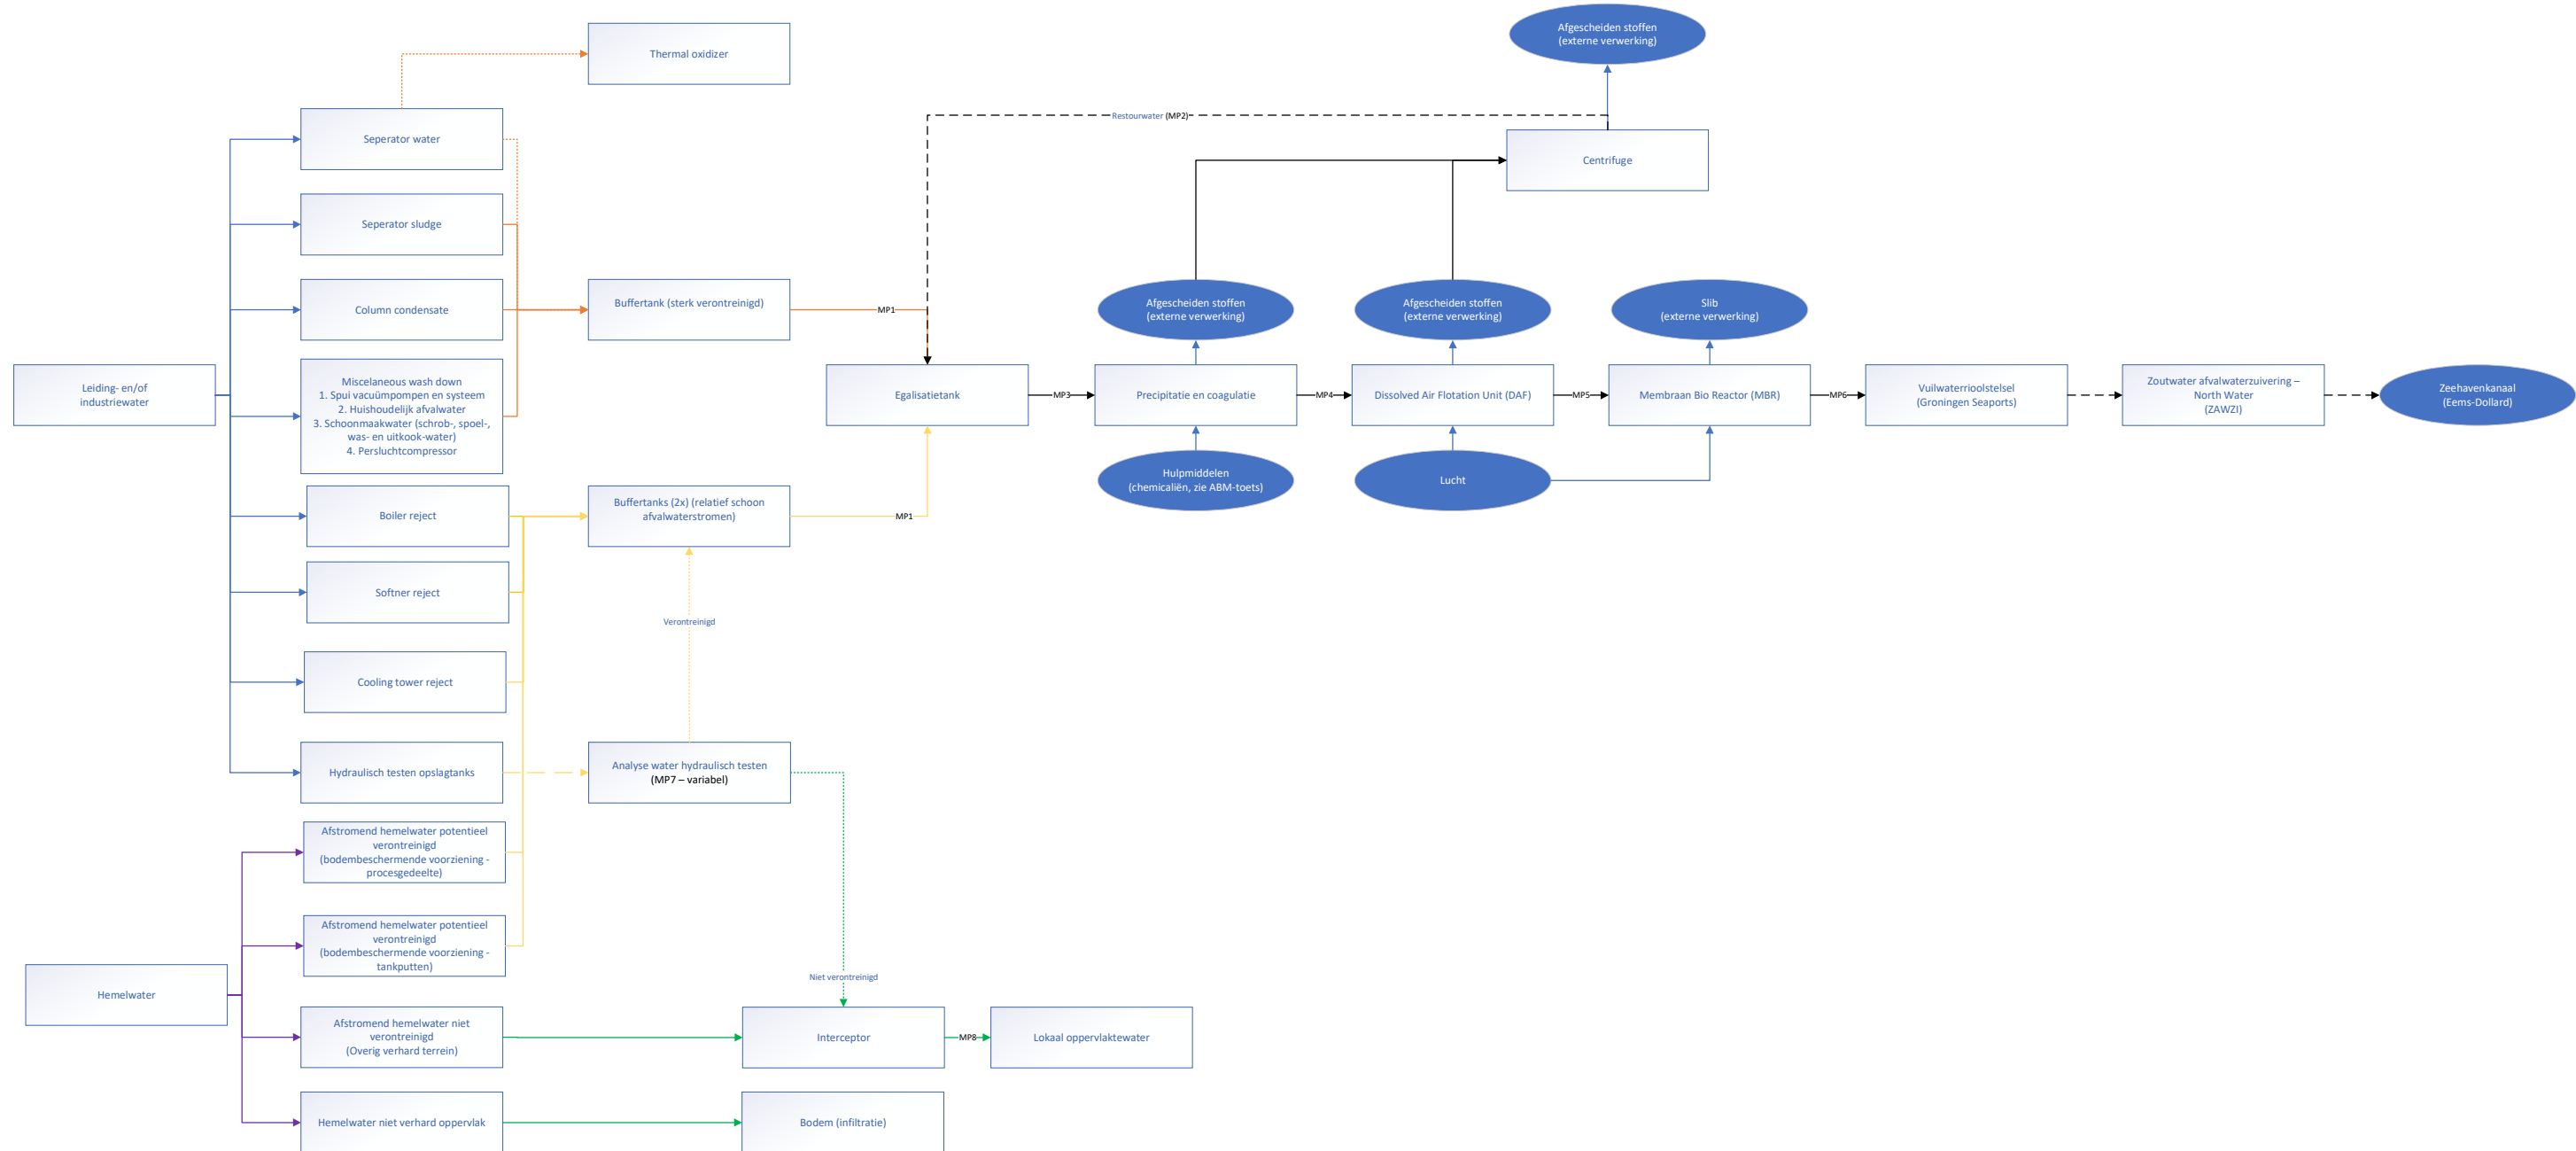 Afgescheiden stoffen
(externe verwerking)
Thermal oxidizer
Restourwater (MP2)
Seperator water
Centrifuge
Seperator sludge
Column condensate
Buffertank (sterk verontreinigd)
MP1
Afgescheiden stoffen
(externe verwerking)
Afgescheiden stoffen
(externe verwerking)
Slib
(externe verwerking)
Leiding- en/of
industriewater
Miscelaneous wash down
1. Spui vacuümpompen en systeem
2. Huishoudelijk afvalwater
3. Schoonmaakwater (schrob-, spoel-,
was- en uitkook-water)
4. Persluchtcompressor
Egalisatietank
MP3
Precipitatie en coagulatie
MP4
Dissolved Air Flotation Unit (DAF)
MP5
Membraan Bio Reactor (MBR)
MP6
Vuilwaterrioolstelsel
(Groningen Seaports)
Zoutwater afvalwaterzuivering –
North Water
(ZAWZI)
Zeehavenkanaal
(Eems-Dollard)
Hulpmiddelen
(chemicaliën, zie ABM-toets)
Lucht
Boiler reject
Buffertanks (2x) (relatief schoon
afvalwaterstromen)
MP1
Softner reject
Verontreinigd
Cooling tower reject
Hydraulisch testen opslagtanks
Analyse water hydraulisch testen
(MP7 – variabel)
Afstromend hemelwater potentieel
verontreinigd
(bodembeschermende voorziening -
procesgedeelte)
Afstromend hemelwater potentieel
verontreinigd
(bodembeschermende voorziening -
tankputten)
Niet verontreinigd
Hemelwater
Afstromend hemelwater niet
verontreinigd
(Overig verhard terrein)
Interceptor
MP8
Lokaal oppervlaktewater
Hemelwater niet verhard oppervlak
Bodem (infiltratie)